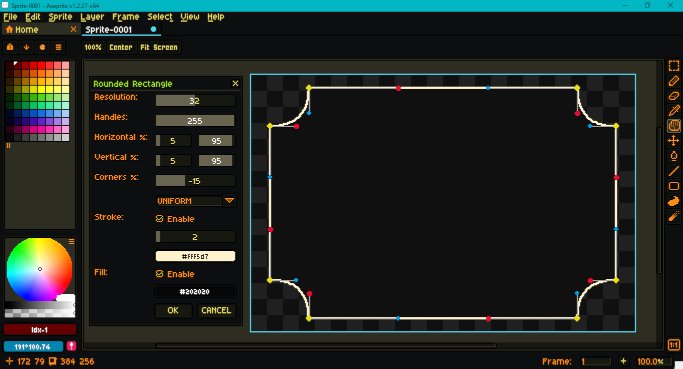 Sprite-0001 - Aseprite v1.2.27-x64
File Edit Sprite Layer Frame Select View Help
Home Sprite-0001
100% Center Fit Screen
Rounded Rectangle
Resolution: 32
Handles: 255
Horizontal %: 5 95
Vertical %: 5 95
Corners %: -15
UNIFORM
Stroke: Enable
2
#FFF5d7
Fill: Enable
#202020
OK CANCEL
Idx-1
191°100,74
172 79 384 256
Frame: 1 + 100.0%
1:1